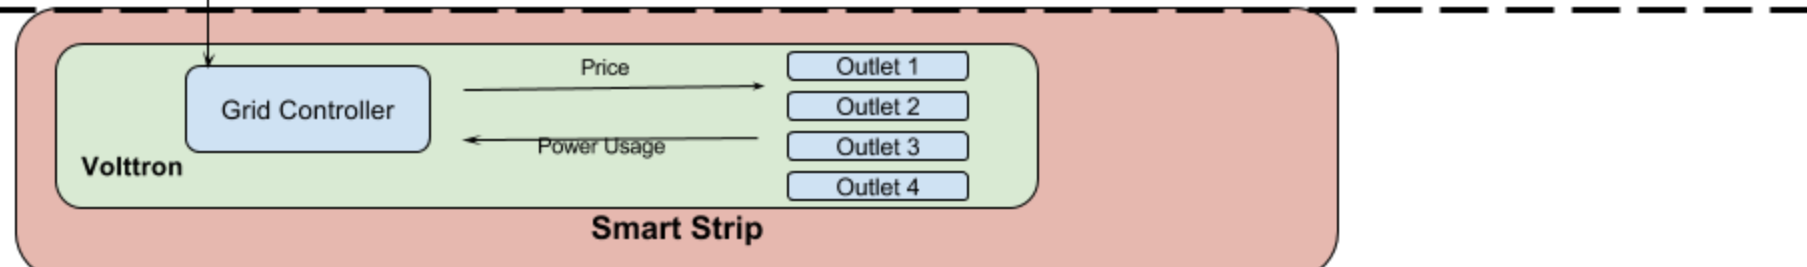 Price
Outlet 1
Grid Controller
Outlet 2
Power Usage
Outlet 3
Volttron
Outlet 4
Smart Strip